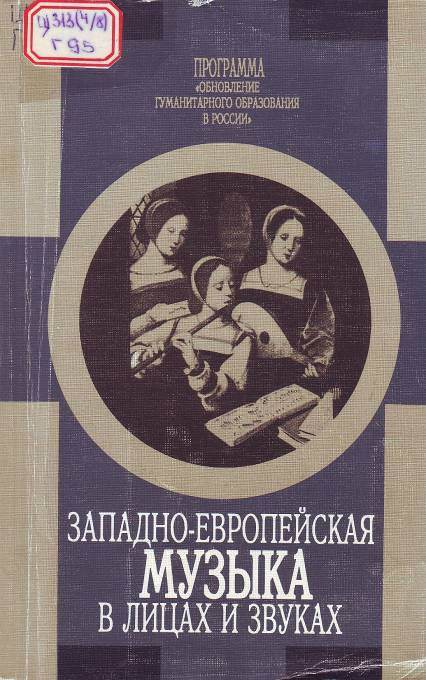 Щ313(4/8)
Г95
ПРОГРАММА
«ОБНОВЛЕНИЕ
ГУМАНИТАРНОГО ОБРАЗОВАНИЯ
В РОССИИ»
ЗАПАДНО-ЕВРОПЕЙСКАЯ
МУЗЫКА
В ЛИЦАХ И ЗВУКАХ